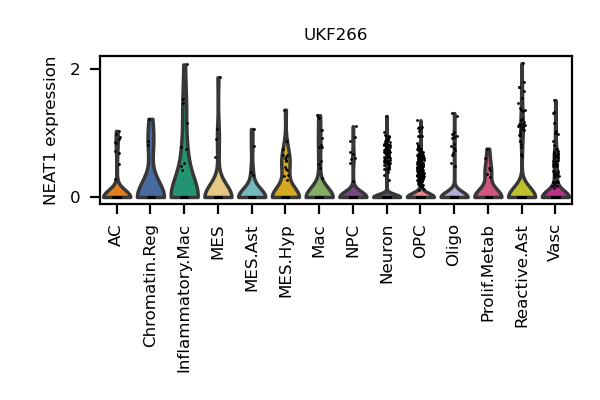 UKF266
NEAT1 expression
2
0
AC
Chromatin.Reg
Inflammatory.Mac
MES
MES.Ast
MES.Hyp
Mac
NPC
Neuron
OPC
Oligo
Prolif.Metab
Reactive.Ast
Vasc